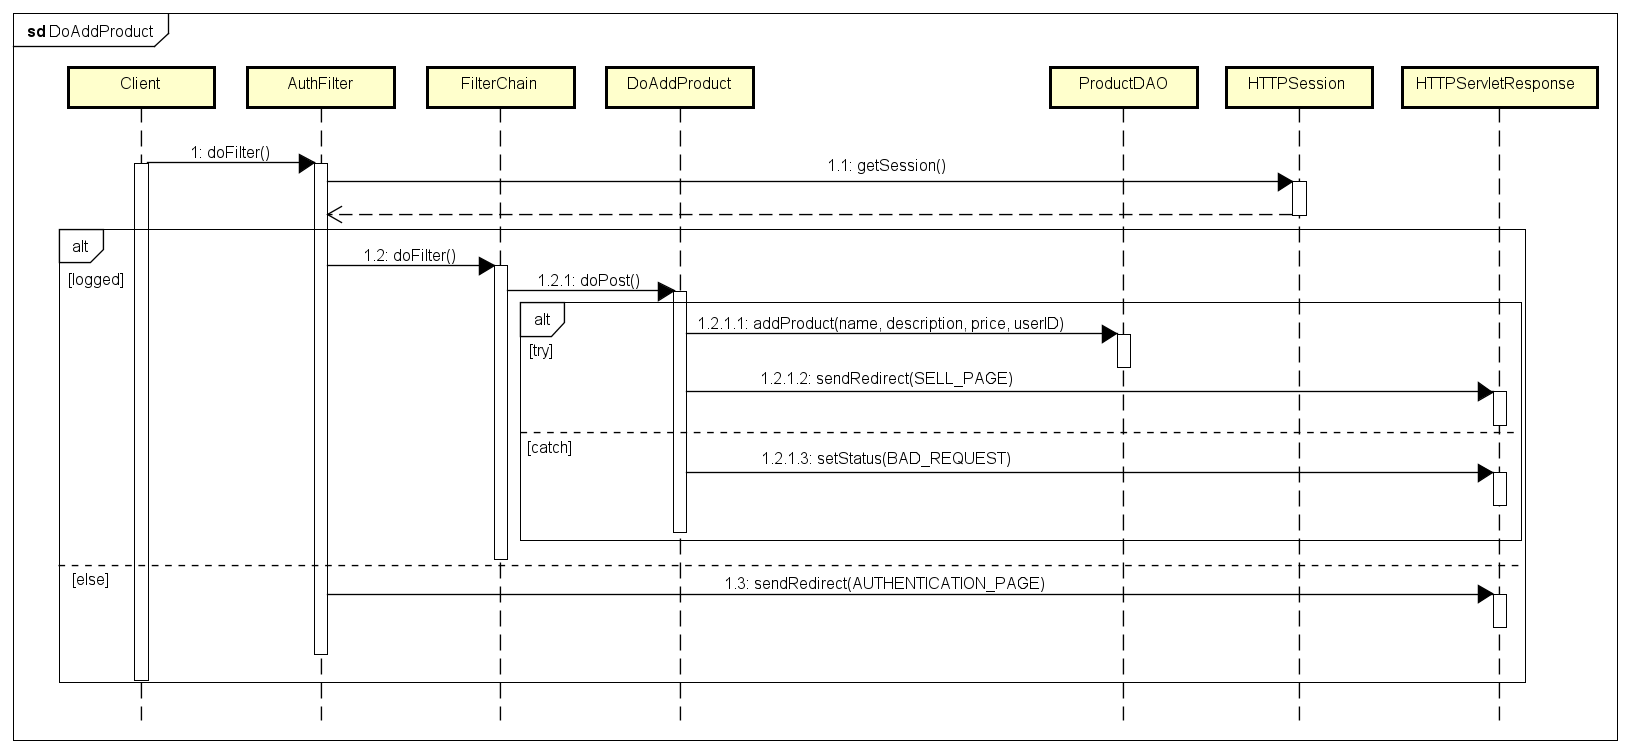 sd DoAddProduct
Client
AuthFilter
FilterChain
DoAddProduct
ProductDAO
HTTPSession
HTTPServletResponse
1: doFilter()
1.1: getSession()
alt
[logged]
1.2: doFilter()
1.2.1: doPost()
alt
[try]
1.2.1.1: addProduct(name, description, price, userID)
1.2.1.2: sendRedirect(SELL_PAGE)
[catch]
1.2.1.3: setStatus(BAD_REQUEST)
[else]
1.3: sendRedirect(AUTHENTICATION_PAGE)